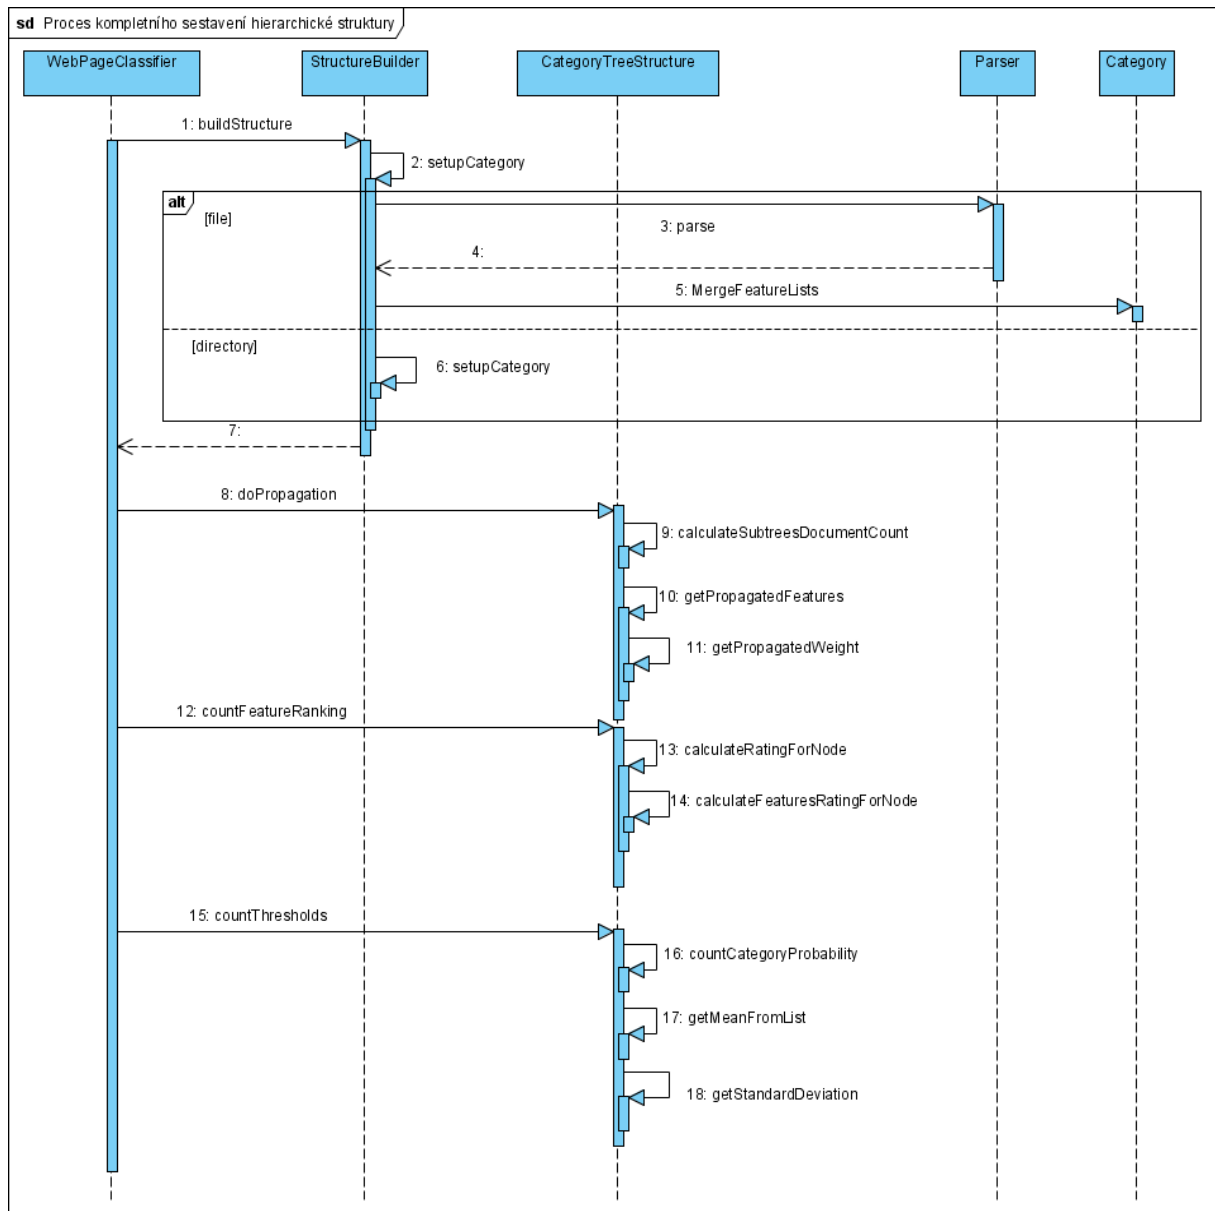 sd Proces kompletního sestavení hierarchické struktury
WebPageClassifier
StructureBuilder
CategoryTreeStructure
Parser
Category
1: buildStructure
2: setupCategory
alt
[file]
3: parse
4:
5: MergeFeatureLists
[directory]
6: setupCategory
7:
8: doPropagation
9: calculateSubtreesDocumentCount
10: getPropagatedFeatures
11: getPropagatedWeight
12: countFeatureRanking
13: calculateRatingForNode
14: calculateFeaturesRatingForNode
15: countThresholds
16: countCategoryProbability
17: getMeanFromList
18: getStandardDeviation